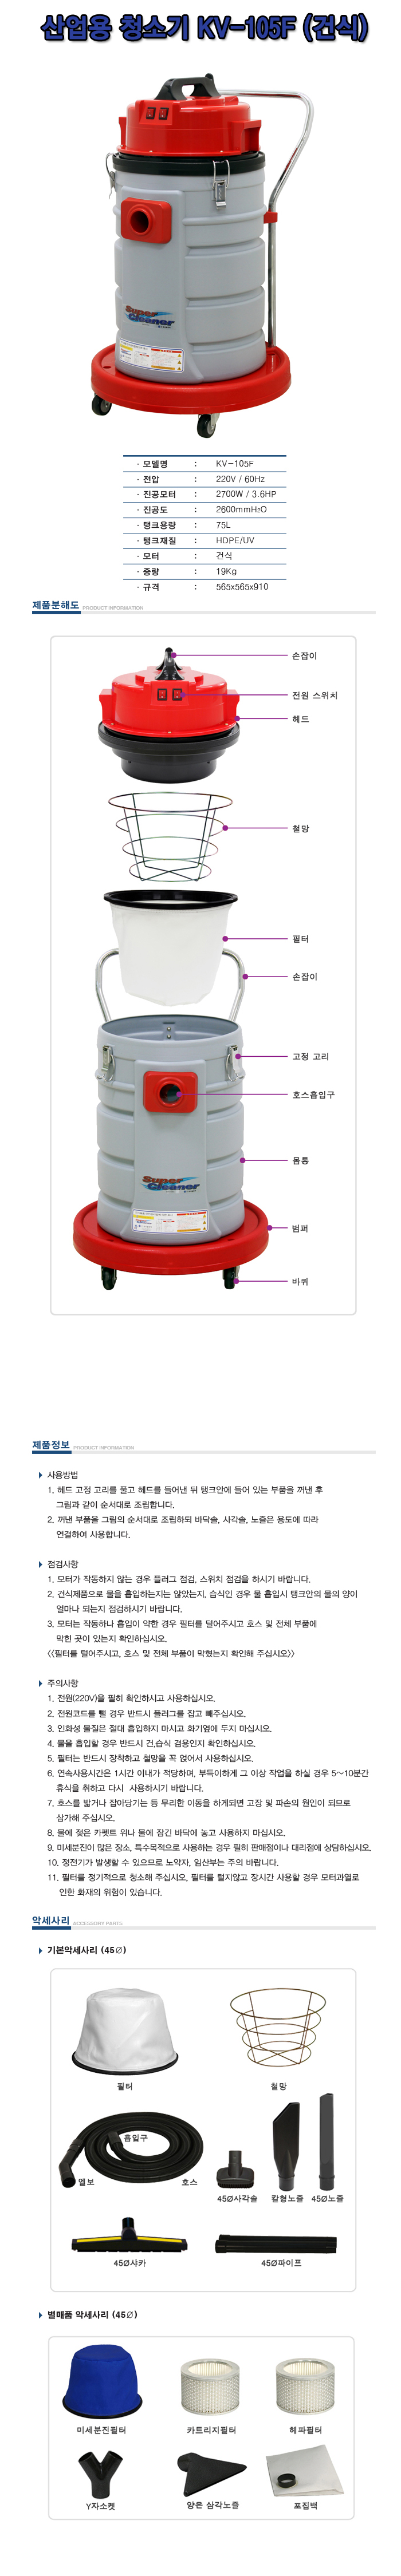 산업용 청소기 KV-105F (건식)
Super
Cleaner
· 모델명 : KV-105F
· 전압 : 220V / 60Hz
· 진공모터 : 2700W / 3.6HP
· 진공도 : 2600mmH₂O
· 탱크용량 : 75L
· 탱크재질 : HDPE/UV
· 모터 : 건식
· 중량 : 19Kg
· 규격 : 565x565x910
제품분해도 PRODUCT INFORMATION
손잡이
전원 스위치
헤드
철망
필터
손잡이
고정 고리
호스흡입구
Super
Cleaner
몸통
범퍼
바퀴
제품정보 PRODUCT INFORMATION
사용방법
1. 헤드 고정 고리를 풀고 헤드를 들어낸 뒤 탱크안에 들어 있는 부품을 꺼낸 후
그림과 같이 순서대로 조립합니다.
2. 꺼낸 부품을 그림의 순서대로 조립하되 바닥솔, 사각솔, 노즐은 용도에 따라
연결하여 사용합니다.
점검사항
1. 모터가 작동하지 않는 경우 플러그 점검, 스위치 점검을 하시기 바랍니다.
2. 건식제품으로 물을 흡입하는지는 않았는지, 습식인 경우 물 흡입시 탱크안의 물의 양이
얼마나 되는지 점검하시기 바랍니다.
3. 모터는 작동하나 흡입이 약한 경우 필터를 털어주시고 호스 및 전체 부품에
막힌 곳이 있는지 확인하십시오.
<<필터를 털어주시고, 호스 및 전체 부품이 막혔는지 확인해 주십시오>>
주의사항
1. 전원(220V)을 필히 확인하시고 사용하십시오.
2. 전원코드를 뺄 경우 반드시 플러그를 잡고 빼주십시오.
3. 인화성 물질은 절대 흡입하지 마시고 화기옆에 두지 마십시오.
4. 물을 흡입할 경우 반드시 건,습식 겸용인지 확인하십시오.
5. 필터는 반드시 장착하고 철망을 꼭 얹어서 사용하십시오.
6. 연속사용시간은 1시간 이내가 적당하며, 부득이하게 그 이상 작업을 하실 경우 5~10분간
휴식을 취하고 다시 사용하시기 바랍니다.
7. 호스를 밟거나 잡아당기는 등 무리한 이동을 하게되면 고장 및 파손의 원인이 되므로
삼가해 주십시오.
8. 물에 젖은 카펫트 위나 물에 잠긴 바닥에 놓고 사용하지 마십시오.
9. 미세분진이 많은 장소, 특수목적으로 사용하는 경우 필히 판매점이나 대리점에 상담하십시오.
10. 정전기가 발생할 수 있으므로 노약자, 임산부는 주의 바랍니다.
11. 필터를 정기적으로 청소해 주십시오, 필터를 털지않고 장시간 사용할 경우 모터과열로
인한 화재의 위험이 있습니다.
악세사리 ACCESSORY PARTS
기본악세사리 (45∅)
필터
철망
흡입구
엘보
호스
45∅사각솔
칼형노즐
45∅노즐
45∅샤카
45∅파이프
별매품 악세사리 (45∅)
미세분진필터
카트리지필터
헤파필터
Y자소켓
양은 삼각노즐
포집백